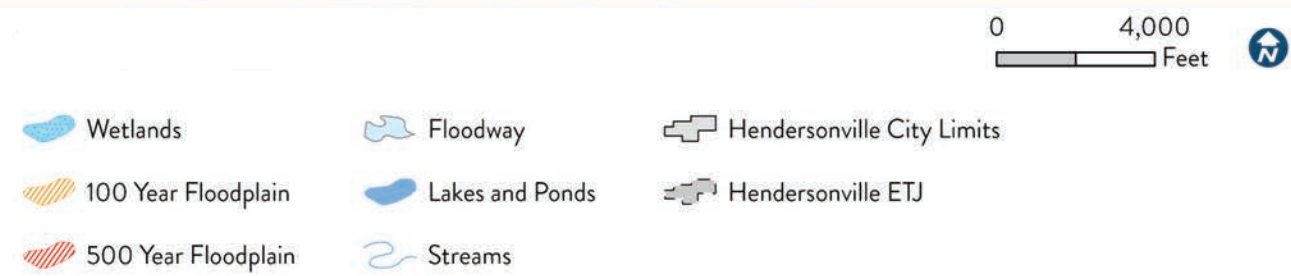 0 4,000
Feet
N
Wetlands Floodway Hendersonville City Limits
100 Year Floodplain Lakes and Ponds Hendersonville ETJ
500 Year Floodplain Streams